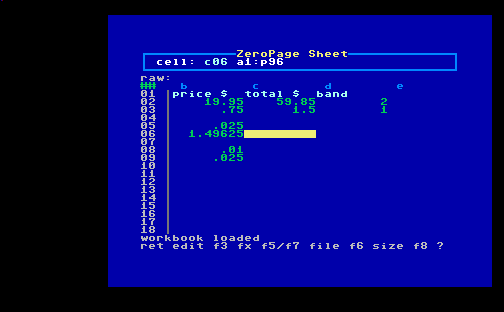 ZeroPage Sheet
cell: c06 a1:p96
raw:
## b c d e
01 price $ total $ band
02 19.95 59.85 2
03 .75 1.5 1
04
05 .025
06 1.49625
07
08 .01
09 .025
10
11
12
13
14
15
16
17
18
workbook loaded
ret edit f3 fx f5/f7 file f6 size f8 ?